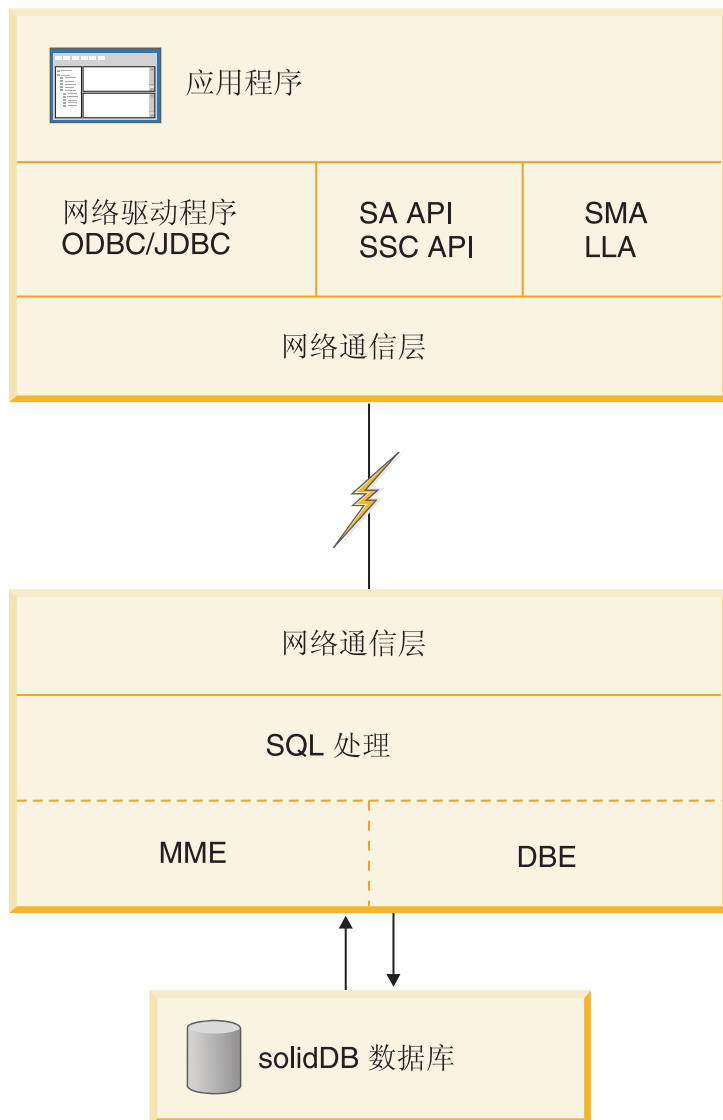 应用程序
网络驱动程序
ODBC/JDBC
SA API
SSC API
SMA
LLA
网络通信层
网络通信层
SQL 处理
MME
DBE
solidDB 数据库